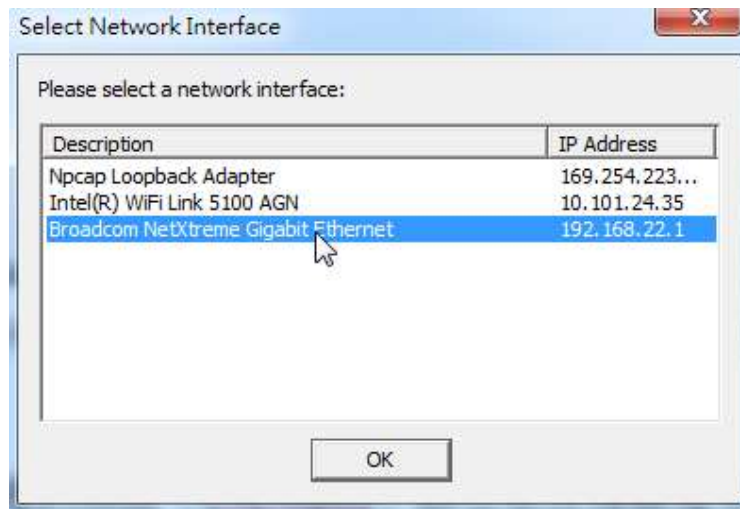 Select Network Interface
Please select a network interface:
Description IP Address
Npcap Loopback Adapter 169.254.223...
Intel(R) WiFi Link 5100 AGN 10.101.24.35
Broadcom NetXtreme Gigabit Ethernet 192.168.22.1
OK